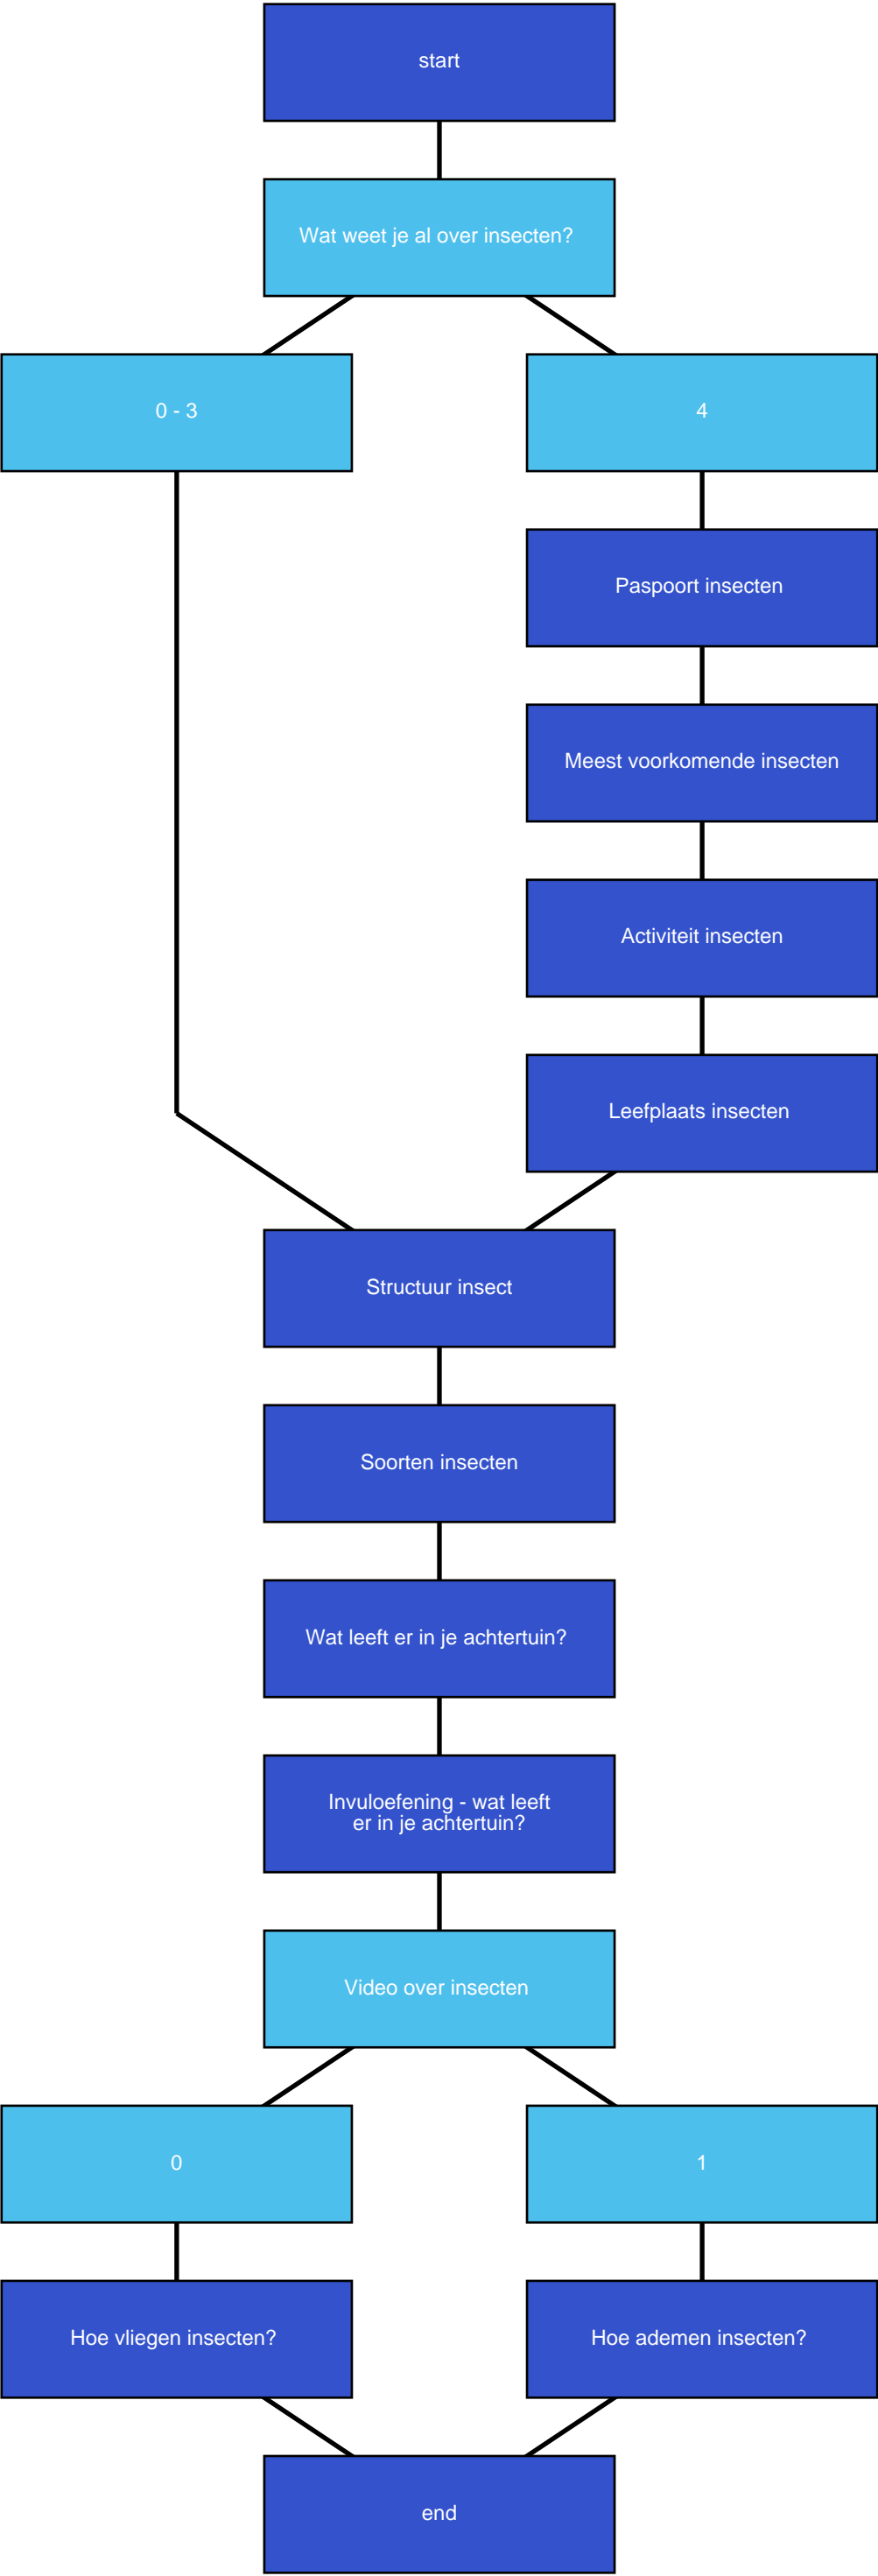 start
Wat weet je al over insecten?
0 - 3
4
Paspoort insecten
Meest voorkomende insecten
Activiteit insecten
Leefplaats insecten
Structuur insect
Soorten insecten
Wat leeft er in je achtertuin?
Invuloefening - wat leeft
er in je achtertuin?
Video over insecten
0
1
Hoe vliegen insecten?
Hoe ademen insecten?
end